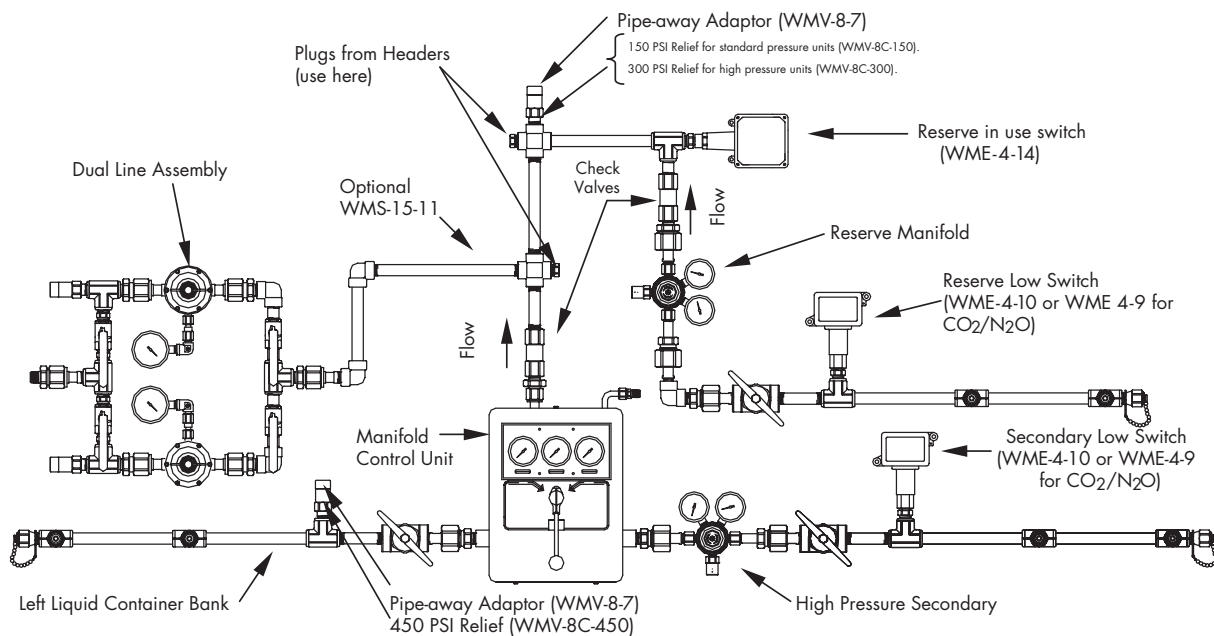 Pipe-away Adaptor (WMV-8-7)
150 PSI Relief for standard pressure units (WMV-8C-150).
300 PSI Relief for high pressure units (WMV-8C-300).
Plugs from Headers
(use here)
Reserve in use switch
(WME-4-14)
Dual Line Assembly
Check
Valves
Optional
WMS-15-11
Flow
Reserve Manifold
Reserve Low Switch
(WME-4-10 or WME 4-9 for
CO2/N2O)
Flow
Manifold
Control Unit
Secondary Low Switch
(WME-4-10 or WME-4-9
for CO2/N2O)
Left Liquid Container Bank
Pipe-away Adaptor (WMV-8-7)
450 PSI Relief (WMV-8C-450)
High Pressure Secondary